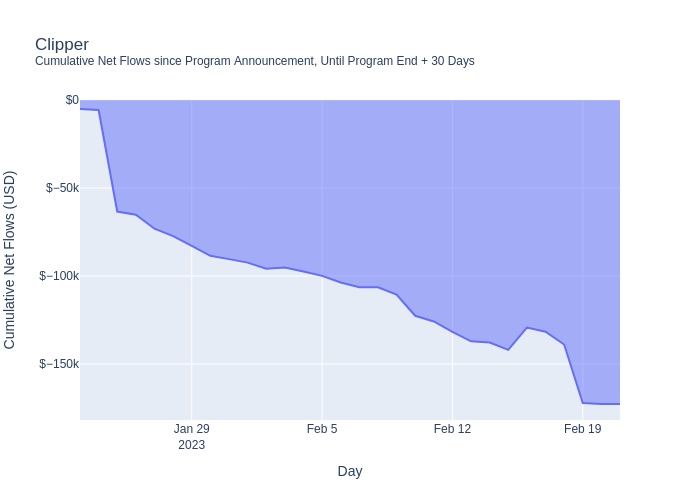 Clipper
Cumulative Net Flows since Program Announcement, Until Program End + 30 Days
Cumulative Net Flows (USD)
$0
$−50k
$−100k
$−150k
Jan 29
2023
Feb 5
Feb 12
Feb 19
Day